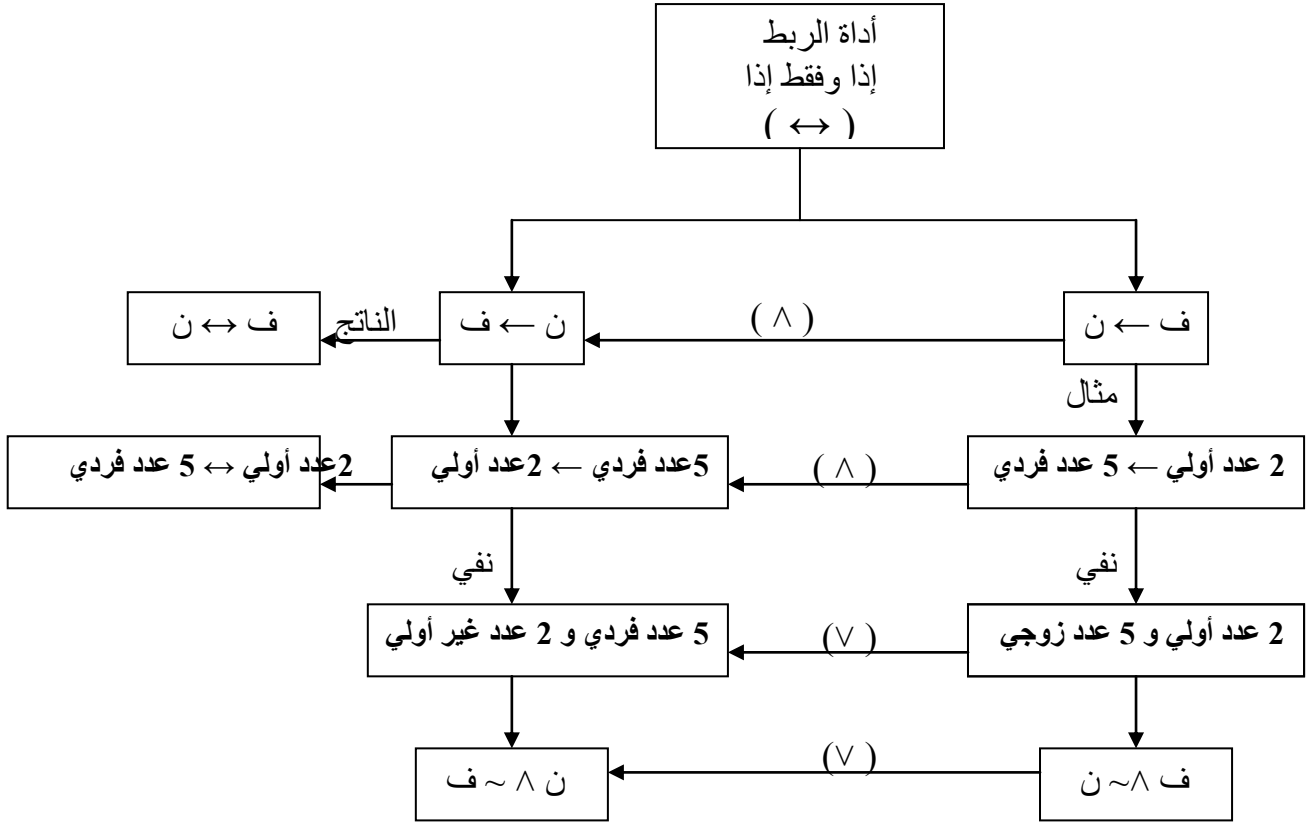 أداة الربط
إذا وفقط إذا
( ↔ )
ف ← ن
( ∧ )
ن ← ف
الناتج
ف ↔ ن
مثال
2 عدد أولي ← 5 عدد فردي
( ∧ )
5عدد فردي ← 2عدد أولي
2عدد أولي ↔ 5 عدد فردي
نفي
نفي
2 عدد أولي و 5 عدد زوجي
( ∨ )
5 عدد فردي و 2 عدد غير أولي
ف ∧~ ن
( ∨ )
ن ∧ ~ ف